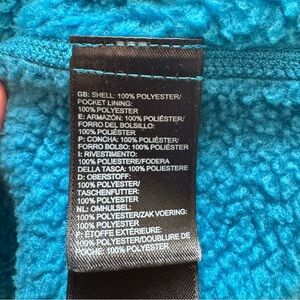 GB: SHELL: 100% POLYESTER/
POCKET LINING:
100% POLYESTER
E: ARMAZÓN: 100% POLIÉSTER/
FORRO DEL BOLSILLO:
100% POLIÉSTER
P: CONCHA: 100% POLIÉSTER/
FORRO BOLSO: 100% POLIÉSTER
I: RIVESTIMENTO:
100% POLIESTERE/FODERA
DELLA TASCA: 100% POLIESTERE
D: OBERSTOFF:
100% POLYESTER/
TASCHENFUTTER:
100% POLYESTER
NL: OMHULSEL:
100% POLYESTER/ZAK VOERING:
100% POLYESTER
F: ÉTOFFE EXTÉRIEURE:
100% POLYESTER/DOUBLURE DE
POCHE: 100% POLYESTER